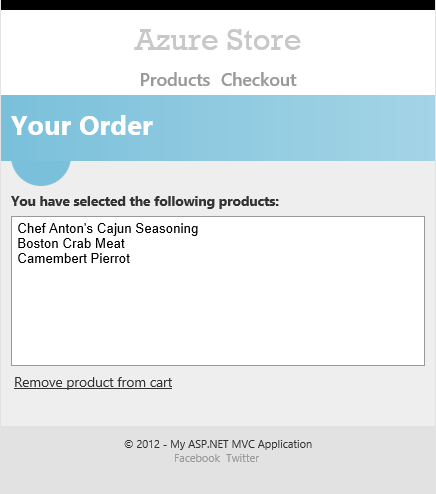 Azure Store
Products Checkout
Your Order
You have selected the following products:
Chef Anton's Cajun Seasoning
Boston Crab Meat
Camembert Pierrot
Remove product from cart
© 2012 - My ASP.NET MVC Application
Facebook Twitter